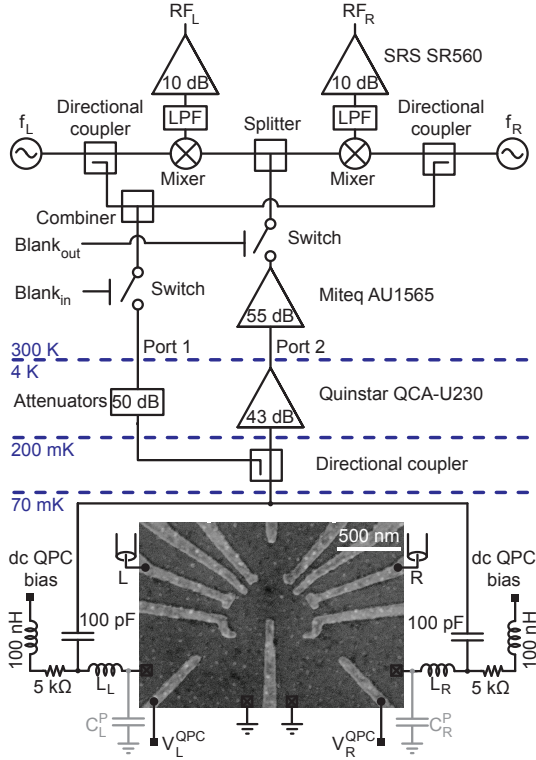 RF_L
RF_R
SRS SR560
10 dB
10 dB
f_L
Directional
coupler
LPF
Splitter
LPF
Directional
coupler
f_R
Mixer
Mixer
Combiner
Blank_out
Switch
Blank_in
Switch
Miteq AU1565
55 dB
300 K
Port 1
Port 2
4 K
Attenuators
50 dB
Quinstar QCA-U230
43 dB
200 mK
Directional coupler
70 mK
500 nm
dc QPC
bias
L
R
dc QPC
bias
100 nH
100 pF
100 pF
100 nH
5 kΩ
L_L
L_R
5 kΩ
C_L^P
V_L^QPC
V_R^QPC
C_R^P